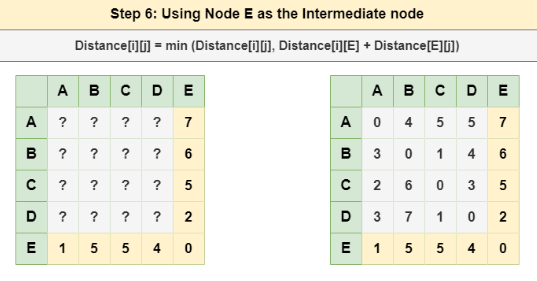 Step 6: Using Node E as the Intermediate node
Distance[i][j] = min (Distance[i][j], Distance[i][E] + Distance[E][j])
A B C D E
A ? ? ? ? 7
B ? ? ? ? 6
C ? ? ? ? 5
D ? ? ? ? 2
E 1 5 5 4 0
A B C D E
A 0 4 5 5 7
B 3 0 1 4 6
C 2 6 0 3 5
D 3 7 1 0 2
E 1 5 5 4 0